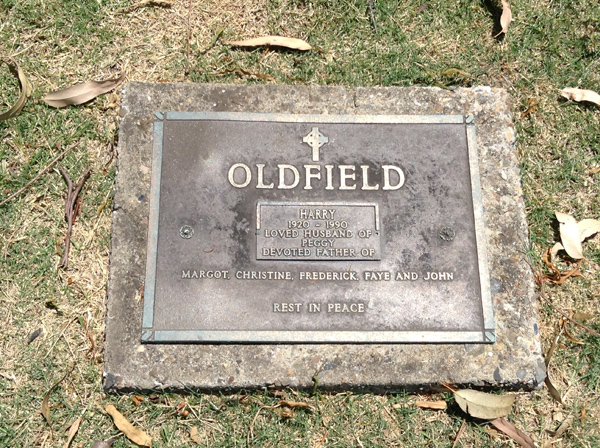 OLDFIELD
HARRY
1920 - 1990
LOVED HUSBAND OF
PEGGY
DEVOTED FATHER OF
MARGOT, CHRISTINE, FREDERICK, FAYE AND JOHN
REST IN PEACE